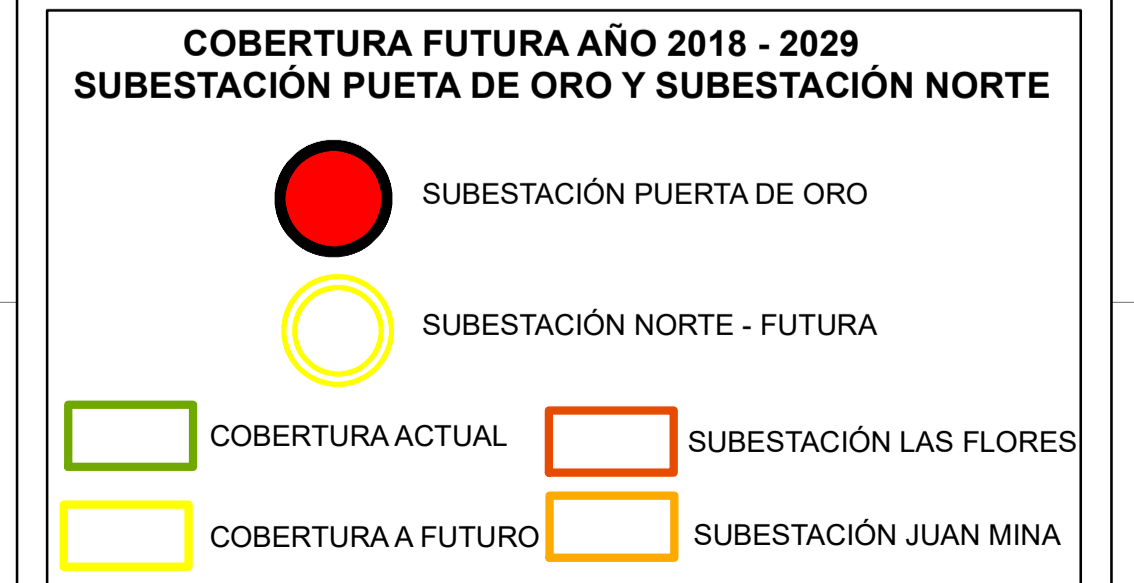 COBERTURA FUTURA AÑO 2018 - 2029
SUBESTACIÓN PUETA DE ORO Y SUBESTACIÓN NORTE
SUBESTACIÓN PUERTA DE ORO
SUBESTACIÓN NORTE - FUTURA
COBERTURA ACTUAL
SUBESTACIÓN LAS FLORES
COBERTURA A FUTURO
SUBESTACIÓN JUAN MINA